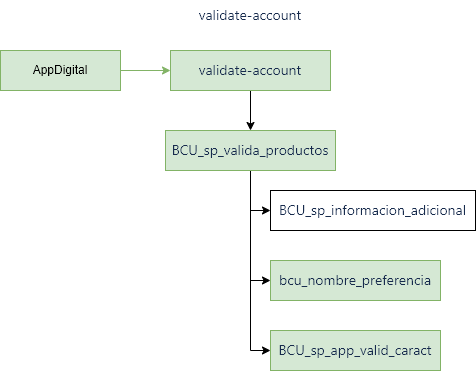 validate-account
AppDigital
validate-account
BCU_sp_valida_productos
BCU_sp_informacion_adicional
bcu_nombre_preferencia
BCU_sp_app_valid_caract